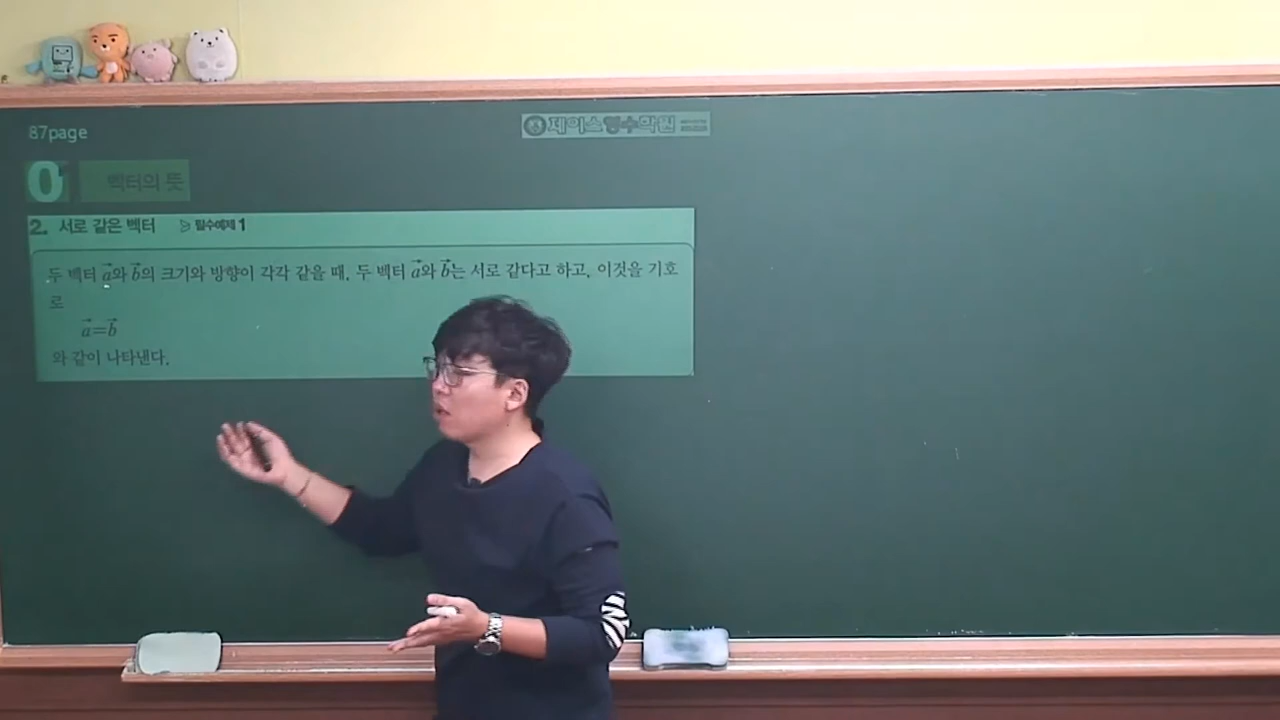 87page
제이스영수학원
0 벡터의 뜻
2. 서로 같은 벡터 ▷ 필수예제 1
두 벡터 a⃗와 b⃗의 크기와 방향이 각각 같을 때, 두 벡터 a⃗와 b⃗는 서로 같다고 하고, 이것을 기호
로
a⃗=b⃗
와 같이 나타낸다.